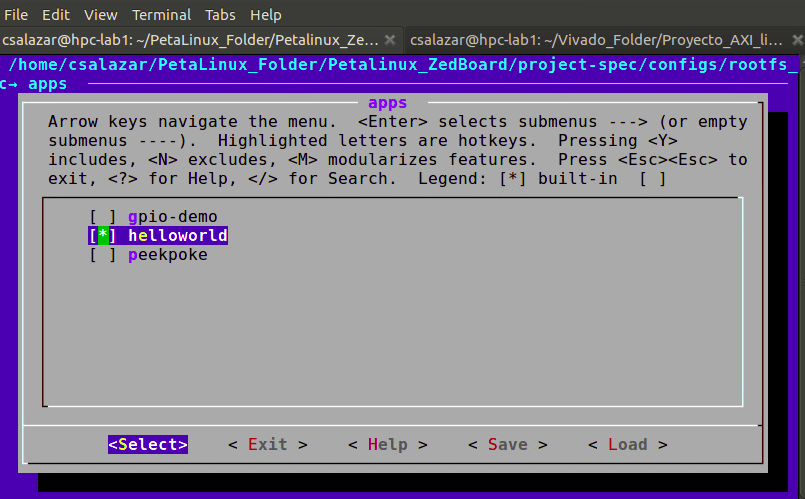 File Edit View Terminal Tabs Help
csalazar@hpc-lab1: ~/PetaLinux_Folder/Petalinux_Ze... × csalazar@hpc-lab1: ~/Vivado_Folder/Proyecto_AXI_li... ×
/home/csalazar/PetaLinux_Folder/Petalinux_ZedBoard/project-spec/configs/rootfs_
c→ apps
apps
Arrow keys navigate the menu. <Enter> selects submenus ---> (or empty
submenus ----). Highlighted letters are hotkeys. Pressing <Y>
includes, <N> excludes, <M> modularizes features. Press <Esc><Esc> to
exit, <?> for Help, </> for Search. Legend: [*] built-in [ ]
[ ] gpio-demo
[*] helloworld
[ ] peekpoke
<Select> < Exit > < Help > < Save > < Load >